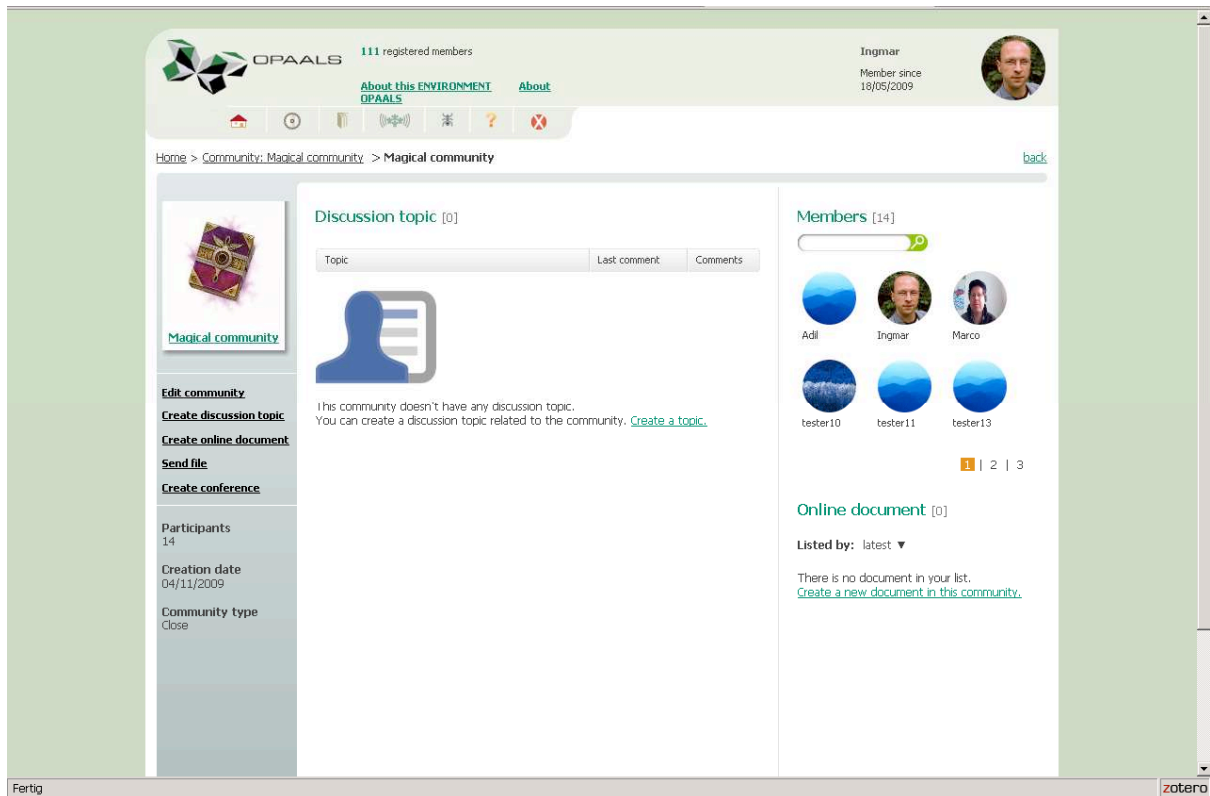 OPAALS
111 registered members
About this ENVIRONMENT About
OPAALS
Ingmar
Member since
18/05/2009
Home > Community: Magical community > Magical community
back
Magical community
Edit community
Create discussion topic
Create online document
Send file
Create conference
Participants
14
Creation date
04/11/2009
Community type
Close
Discussion topic [0]
Topic Last comment Comments
This community doesn't have any discussion topic.
You can create a discussion topic related to the community. Create a topic.
Members [14]
Adil Ingmar Marco
tester10 tester11 tester13
1 | 2 | 3
Online document [0]
Listed by: latest ▼
There is no document in your list.
Create a new document in this community.
Fertig
zotero